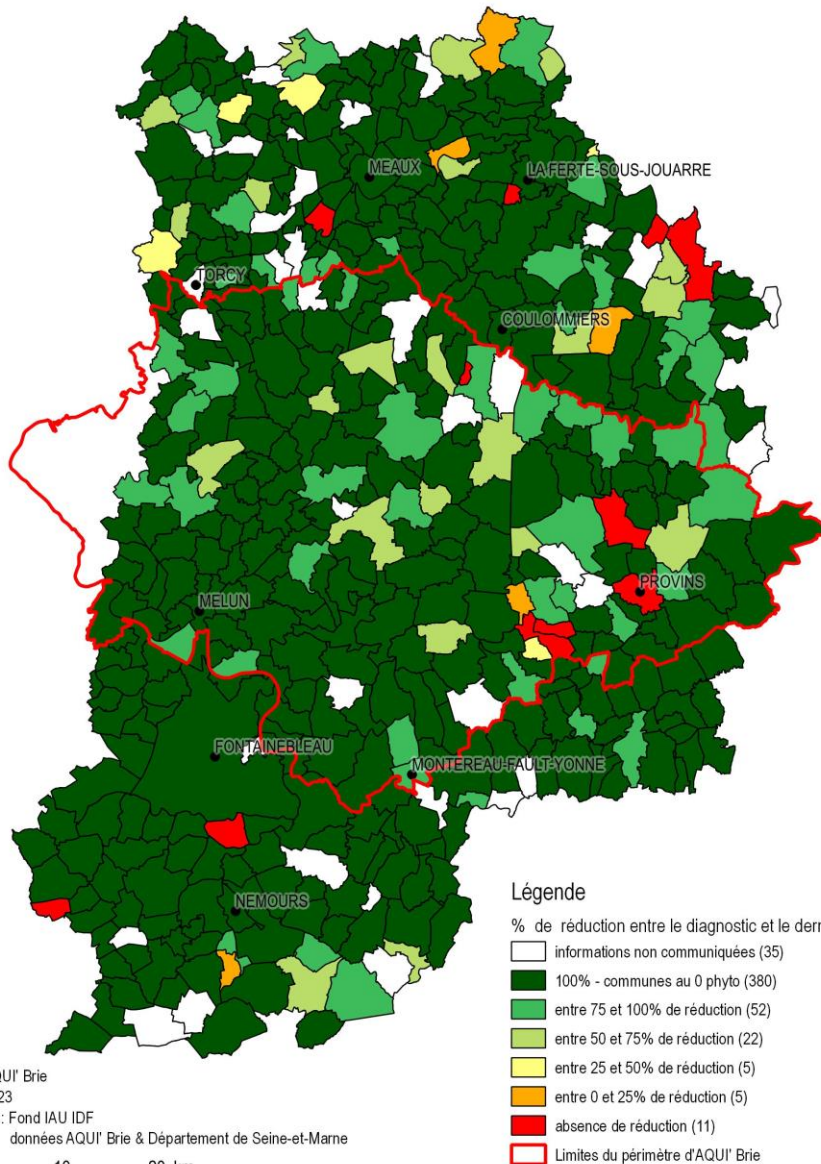 MEAUX
LA-FERTE-SOUS-JOUARRE
TORCY
COULOMMIERS
PROVINS
MELUN
FONTAINEBLEAU
MONTEREAU-FAULT-YONNE
NEMOURS
Légende
% de réduction entre le diagnostic et le dern
informations non communiquées (35)
100% - communes au 0 phyto (380)
entre 75 et 100% de réduction (52)
entre 50 et 75% de réduction (22)
entre 25 et 50% de réduction (5)
entre 0 et 25% de réduction (5)
absence de réduction (11)
Limites du périmètre d'AQUI' Brie
QUI' Brie
23
: Fond IAU IDF
données AQUI' Brie & Département de Seine-et-Marne